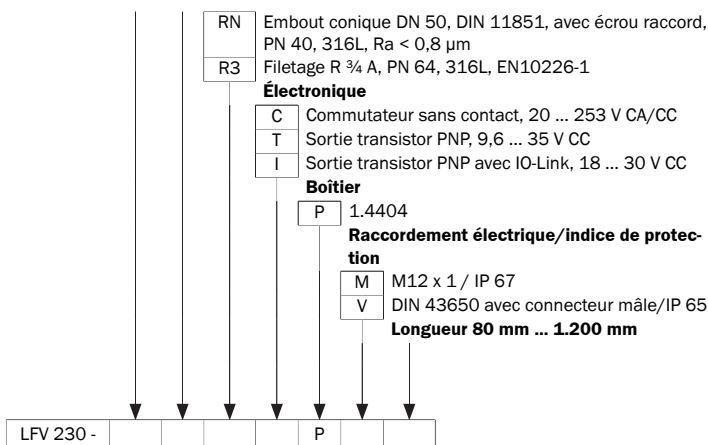 RN Embout conique DN 50, DIN 11851, avec écrou raccord,
PN 40, 316L, Ra < 0,8 µm
R3 Filetage R ¾ A, PN 64, 316L, EN10226-1
Électronique
C Commutateur sans contact, 20 ... 253 V CA/CC
T Sortie transistor PNP, 9,6 ... 35 V CC
I Sortie transistor PNP avec IO-Link, 18 ... 30 V CC
Boîtier
P 1.4404
Raccordement électrique/indice de protec-
tion
M M12 x 1 / IP 67
V DIN 43650 avec connecteur mâle/IP 65
Longueur 80 mm ... 1.200 mm
LFV 230 - P